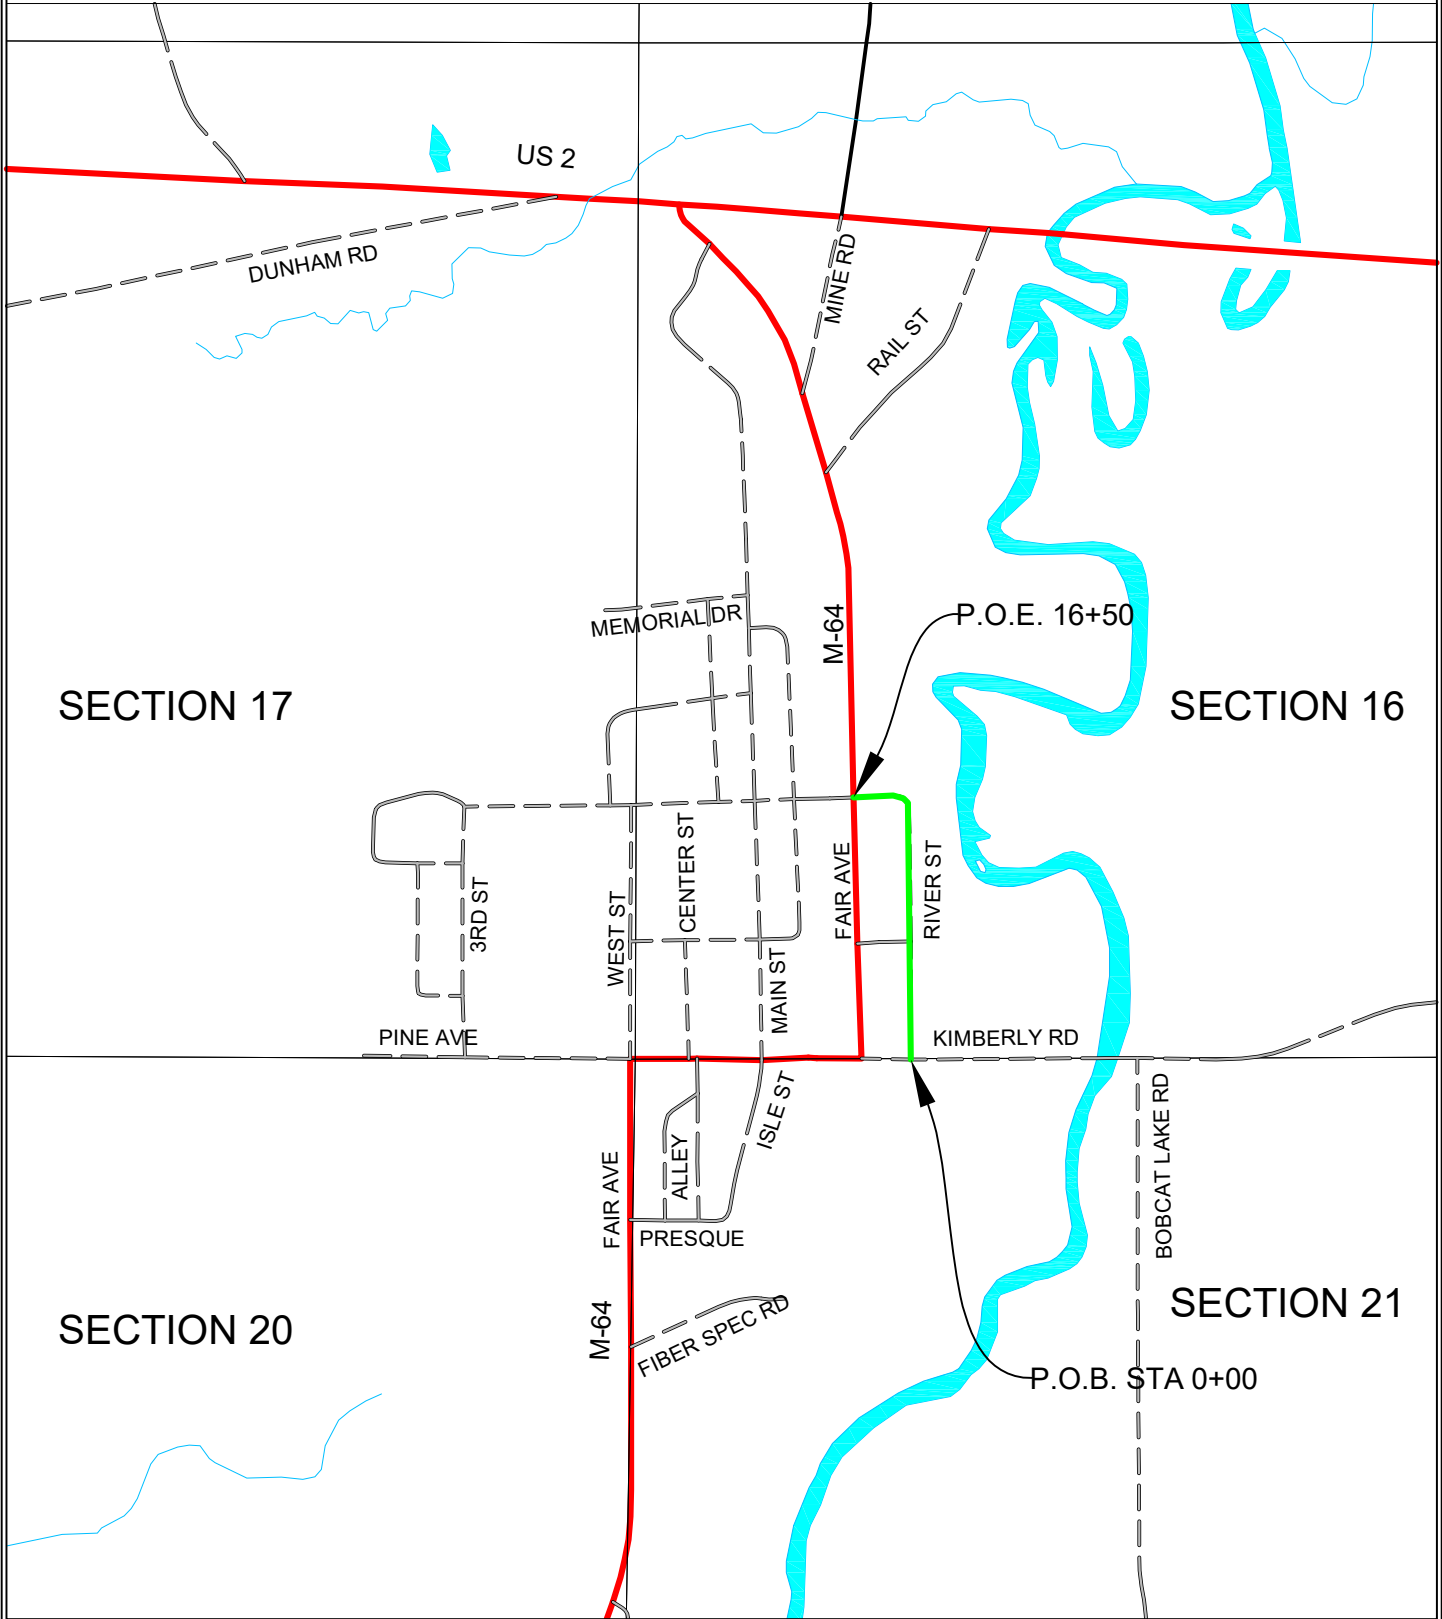 US 2
DUNHAM RD
MINE RD
RAIL ST
MEMORIAL DR
M-64
P.O.E. 16+50
SECTION 17
SECTION 16
3RD ST
WEST ST
CENTER ST
MAIN ST
FAIR AVE
RIVER ST
PINE AVE
KIMBERLY RD
ISLE ST
ALLEY
FAIR AVE
PRESQUE
BOBCAT LAKE RD
SECTION 20
M-64
FIBER SPEC RD
SECTION 21
P.O.B. STA 0+00